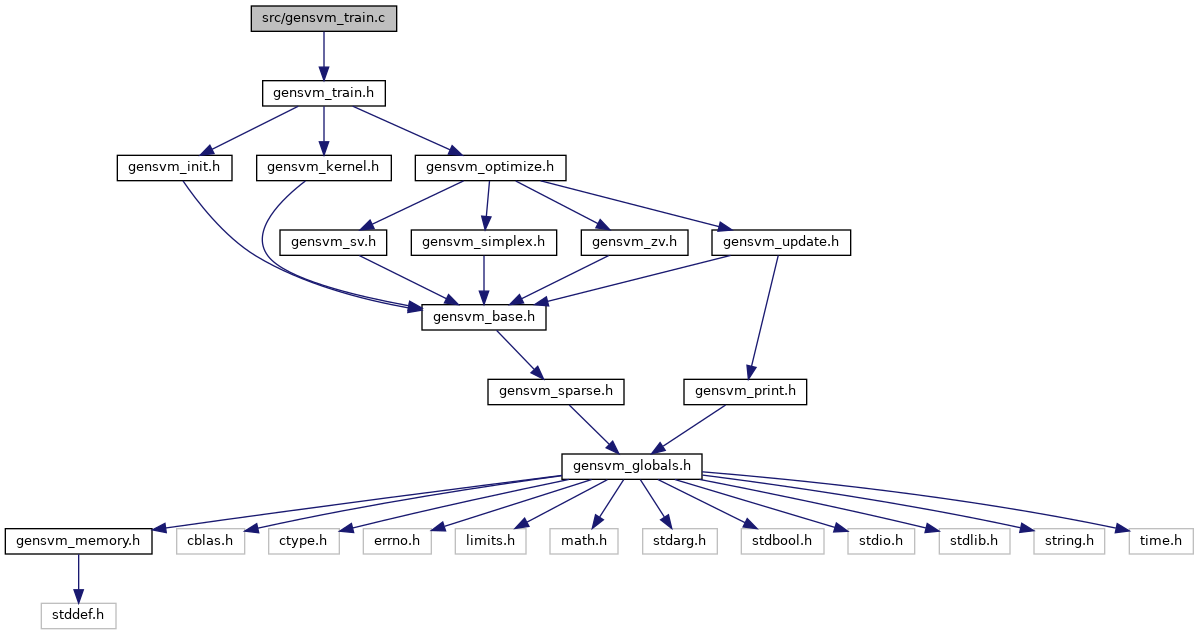 src/gensvm_train.c
gensvm_train.h
gensvm_init.h
gensvm_kernel.h
gensvm_optimize.h
gensvm_sv.h
gensvm_simplex.h
gensvm_zv.h
gensvm_update.h
gensvm_base.h
gensvm_sparse.h
gensvm_print.h
gensvm_globals.h
gensvm_memory.h
cblas.h
ctype.h
errno.h
limits.h
math.h
stdarg.h
stdbool.h
stdio.h
stdlib.h
string.h
time.h
stddef.h